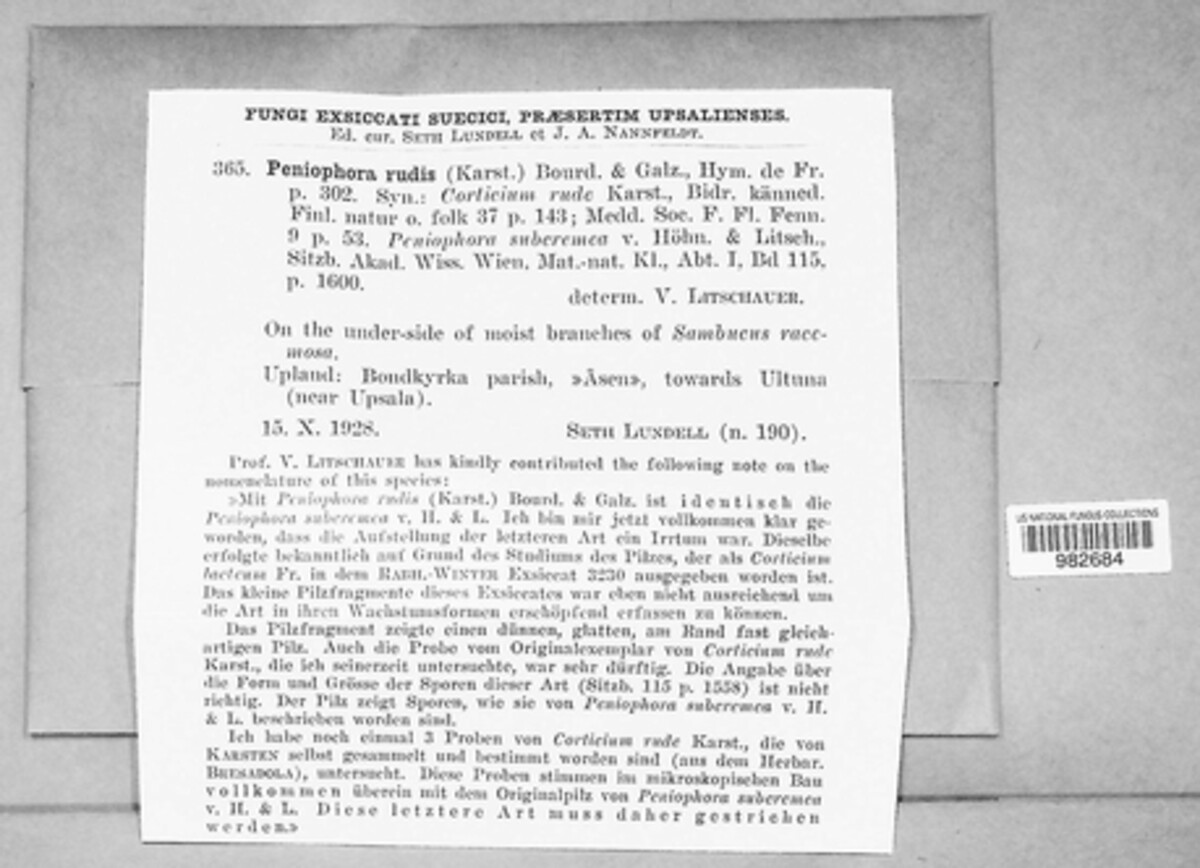 FUNGI EXSICCATI SUECICI, PRÆSERTIM UPSALIENSES.
Ed. cur. SETH LUNDELL et J. A. NANNFELDT.
365. Peniophora rudis (Karst.) Bourd. & Galz., Hym. de Fr.
p. 302. Syn.: Corticium rude Karst., Bidr. känned.
Finl. natur o. folk 37 p. 143; Medd. Soc. F. Fl. Fenn.
9 p. 53. Peniophora suberemea v. Höhn. & Litsch.,
Sitzb. Akad. Wiss. Wien, Mat.-nat. Kl., Abt. I, Bd 115.
p. 1600.
determ. V. LITSCHAUER.
On the under-side of moist branches of Sambucus race-
mosa.
Upland: Bondkyrka parish, »Åsen», towards Ultuna
(near Upsala).
15. X. 1928. SETH LUNDELL (n. 190).
Prof. V. LITSCHAUER has kindly contributed the following note on the
nomenclature of this species:
»Mit Peniophora rudis (Karst.) Bourd. & Galz. ist identisch die
Peniophora suberemea v. H. & L. Ich bin mir jetzt vollkommen klar ge-
worden, dass die Aufstellung der letzteren Art ein Irrtum war. Dieselbe
erfolgte bekanntlich auf Grund des Studiums des Pilzes, der als Corticium
lacteum Fr. in dem RABH.-WINTER Exsiccat 3230 ausgegeben worden ist.
Das kleine Pilzfragmente dieses Exsiccates war eben nicht ausreichend um
die Art in ihren Wachstumsformen erschöpfend erfassen zu können.
Das Pilzfragment zeigte einen dünnen, glatten, am Rand fast gleich-
artigen Pilz. Auch die Probe vom Originalexemplar von Corticium rude
Karst., die ich seinerzeit untersuchte, war sehr dürftig. Die Angabe über
die Form und Grösse der Sporen dieser Art (Sitzb. 115 p. 1558) ist nicht
richtig. Der Pilz zeigt Sporen, wie sie von Peniophora suberemea v. H.
& L. beschrieben worden sind.
Ich habe noch einmal 3 Proben von Corticium rude Karst., die von
KARSTEN selbst gesammelt und bestimmt worden sind (aus dem Herbar.
BRESADOLA), untersucht. Diese Proben stimmen im mikroskopischen Bau
vollkommen überein mit dem Originalpilz von Peniophora suberemea
v. H. & L. Diese letztere Art muss daher gestrichen
werden.»
US NATIONAL FUNGUS COLLECTIONS
982684